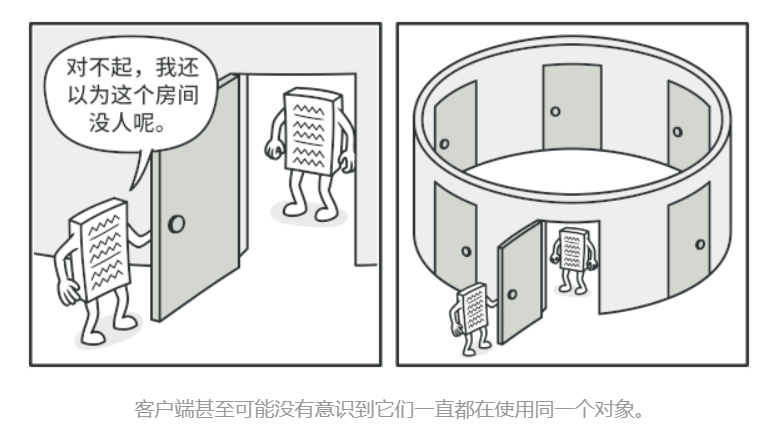 对不起，我还
以为这个房间
没人呢。
客户端甚至可能没有意识到它们一直都在使用同一个对象。